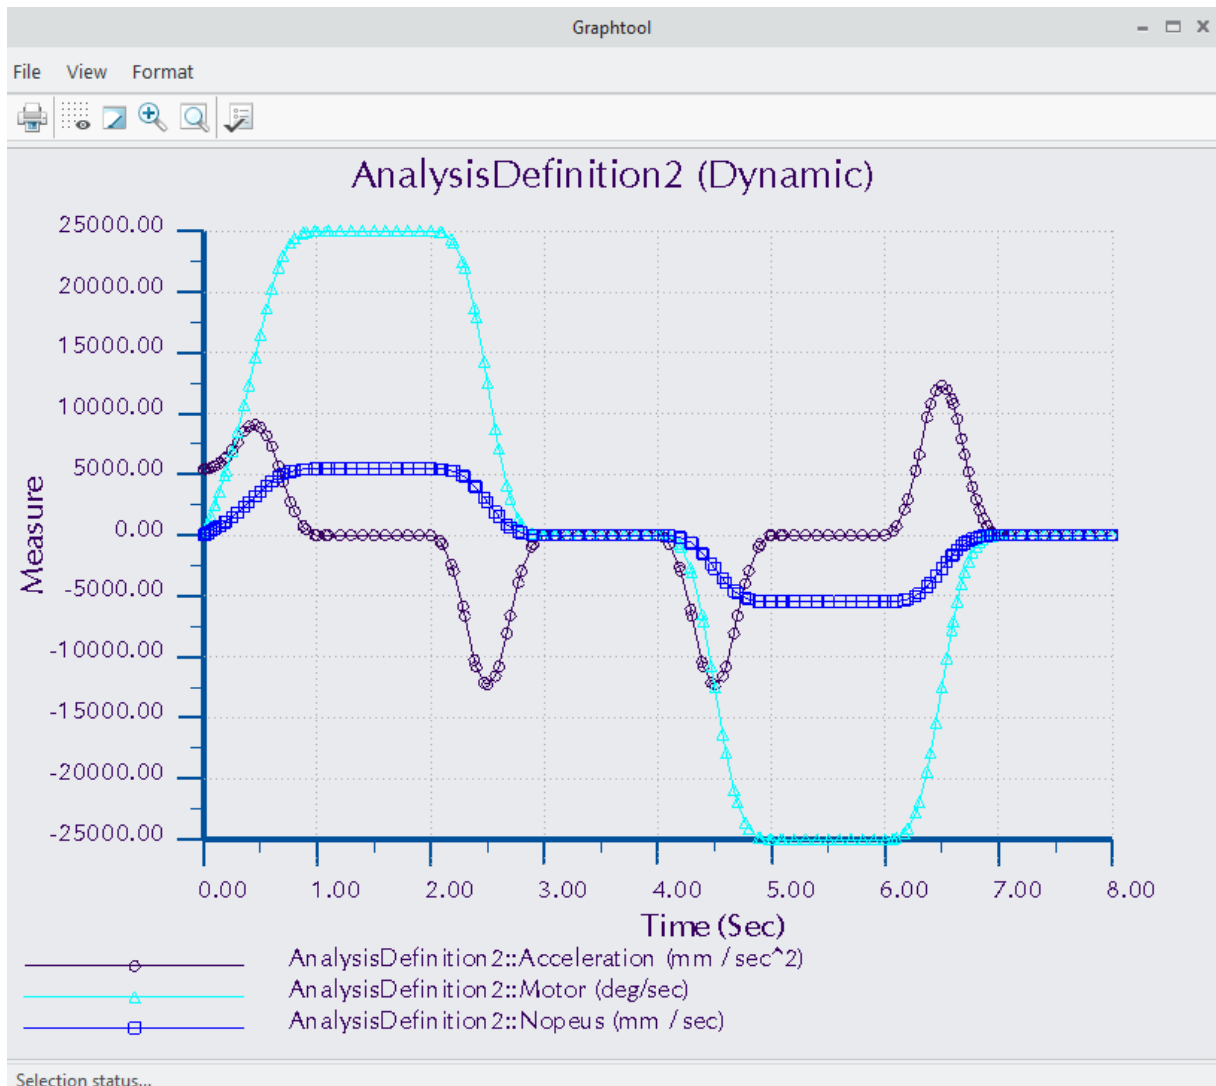 Graphtool
File View Format
AnalysisDefinition2 (Dynamic)
25000.00
20000.00
15000.00
10000.00
5000.00
0.00
-5000.00
-10000.00
-15000.00
-20000.00
-25000.00
Measure
0.00 1.00 2.00 3.00 4.00 5.00 6.00 7.00 8.00
Time (Sec)
AnalysisDefinition2::Acceleration (mm / sec^2)
AnalysisDefinition2::Motor (deg/sec)
AnalysisDefinition2::Nopeus (mm / sec)
Selection status...